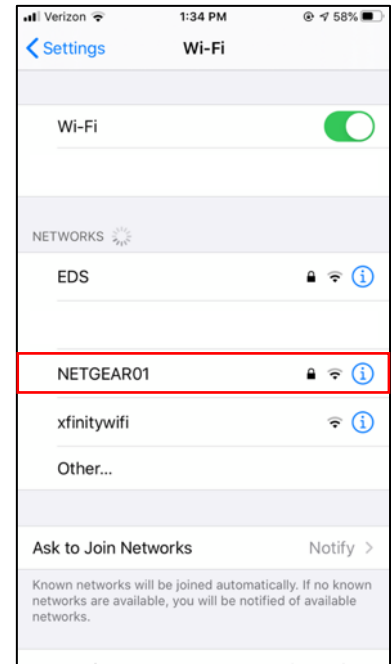 Verizon 1:34 PM 58%
Settings Wi-Fi
Wi-Fi
NETWORKS
EDS
NETGEAR01
xfinitywifi
Other...
Ask to Join Networks Notify
Known networks will be joined automatically. If no known
networks are available, you will be notified of available
networks.